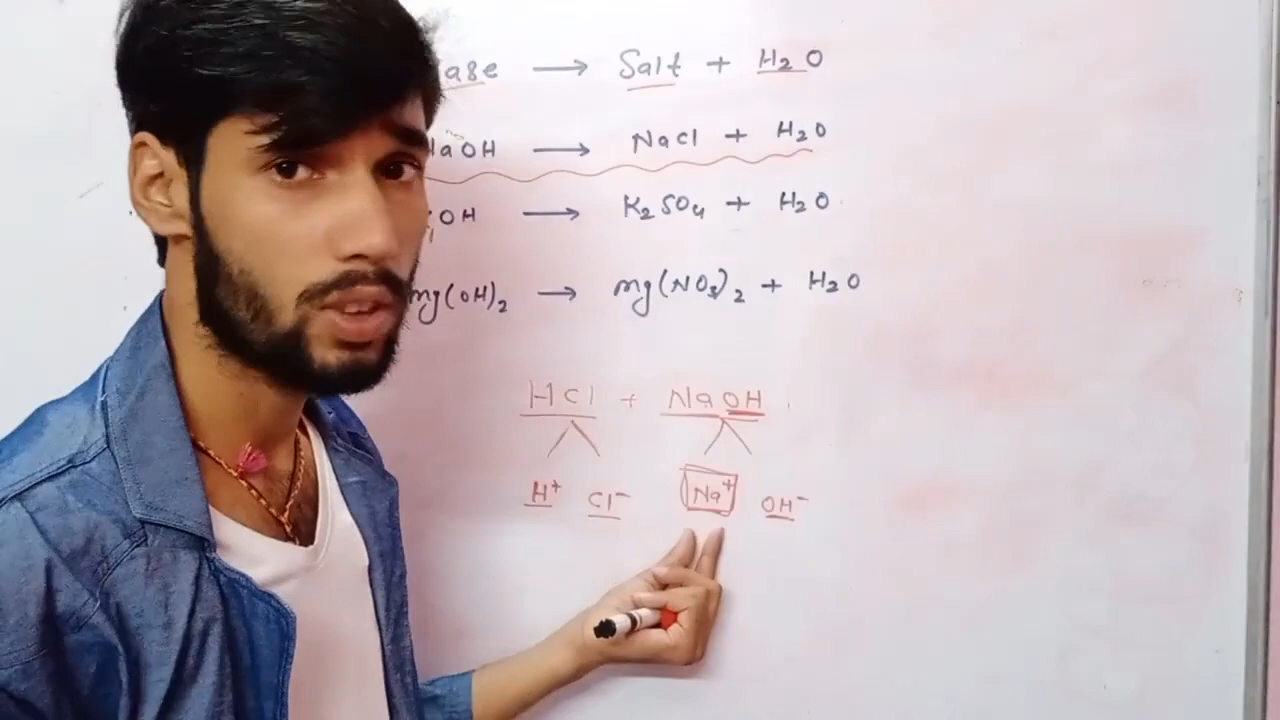 ase → Salt + H₂O
aOH → NaCl + H₂O
OH → K₂SO₄ + H₂O
mg(OH)₂ → mg(NO₃)₂ + H₂O
HCl + NaOH
H⁺ Cl⁻ Na⁺ OH⁻